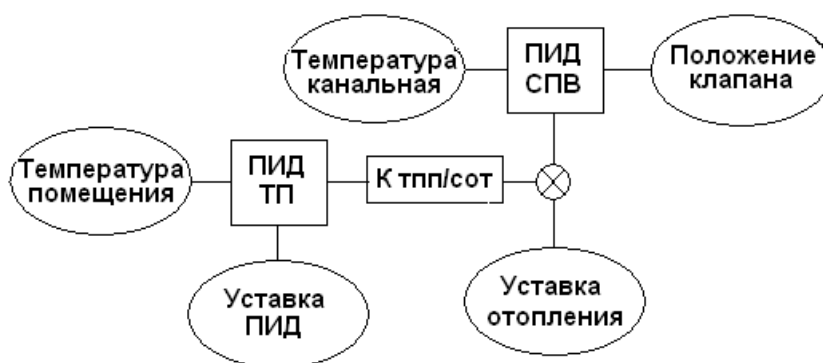 Температура
канальная
ПИД
СПВ
Положение
клапана
Температура
помещения
ПИД
ТП
К тпп/сот
Уставка
ПИД
Уставка
отопления